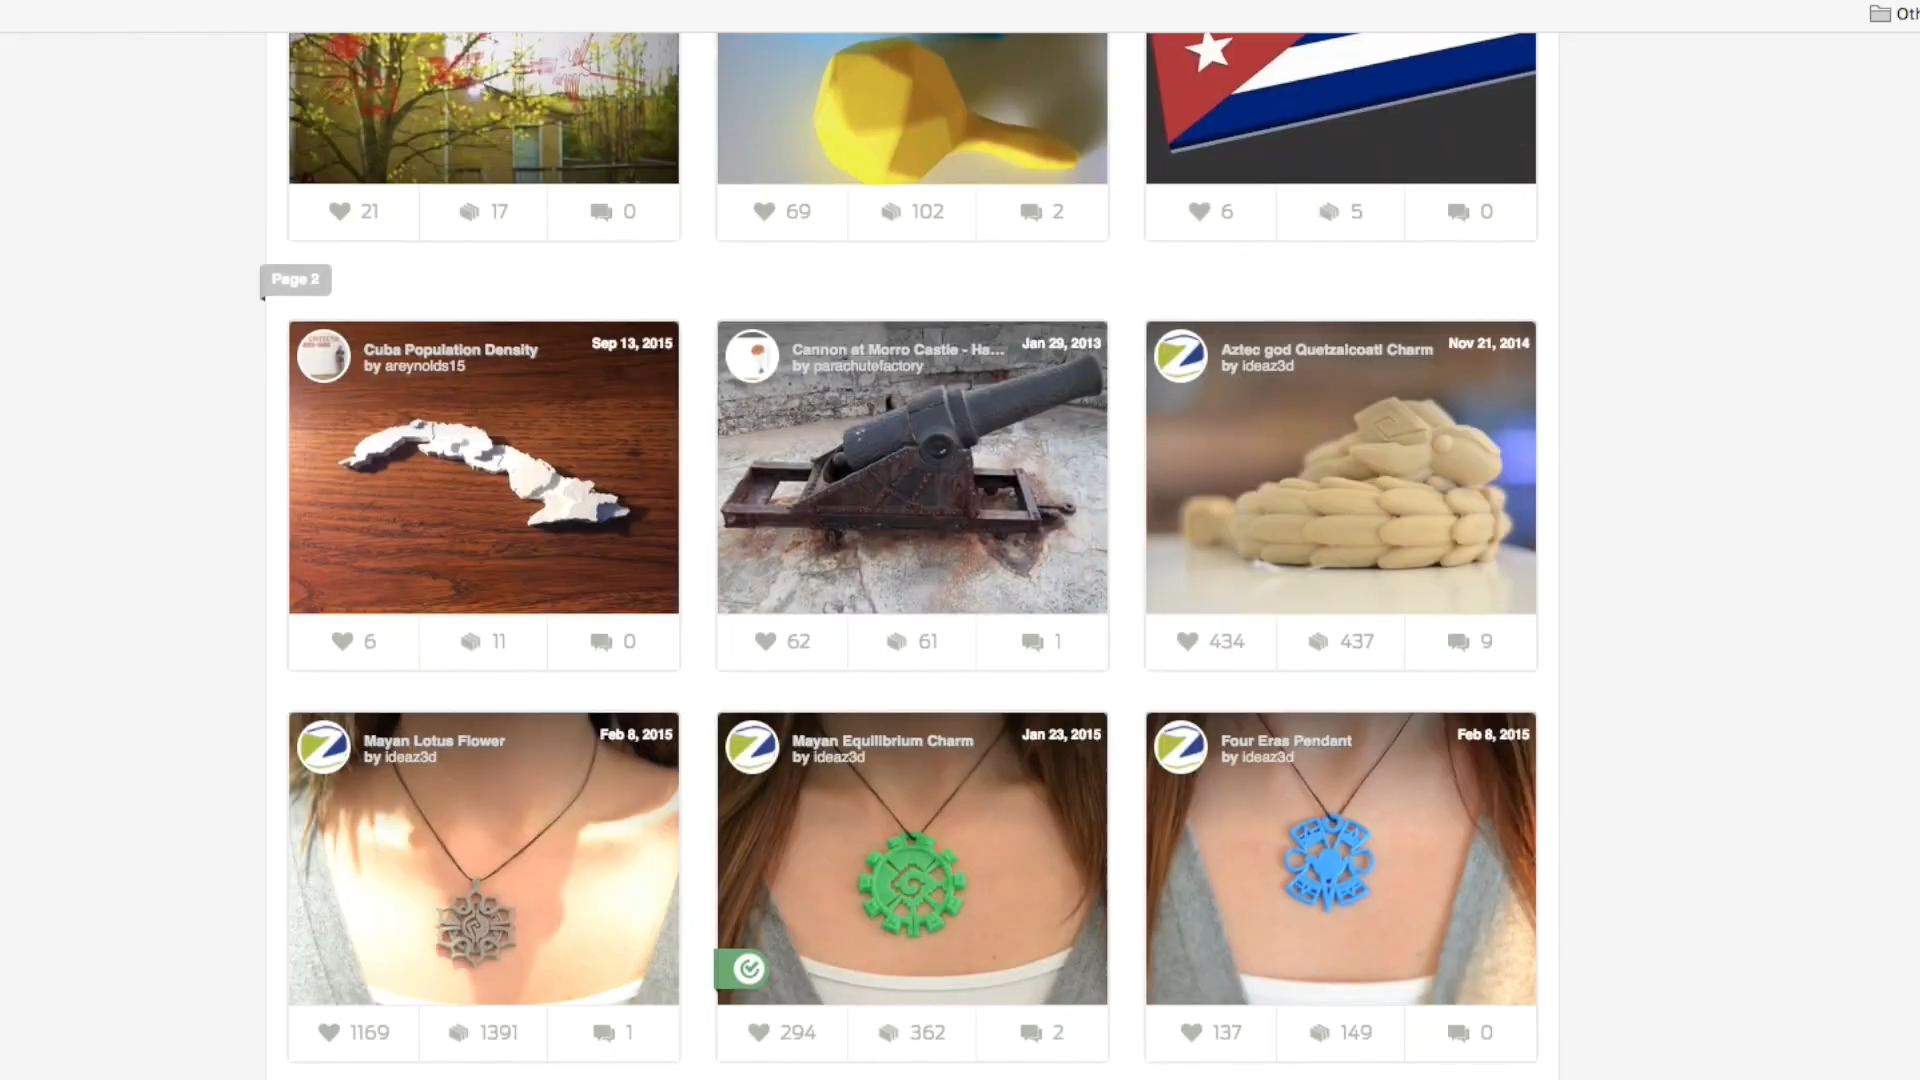 Oth
21 17 0
69 102 2
6 5 0
Page 2
Cuba Population Density
by areynolds15
Sep 13, 2015
Cannon at Morro Castle - Ha...
by parachutefactory
Jan 29, 2013
Aztec god Quetzalcoatl Charm
by ideaz3d
Nov 21, 2014
6 11 0
62 61 1
434 437 9
Mayan Lotus Flower
by ideaz3d
Feb 8, 2015
Mayan Equilibrium Charm
by ideaz3d
Jan 23, 2015
Four Eras Pendant
by ideaz3d
Feb 8, 2015
1169 1391 1
294 362 2
137 149 0